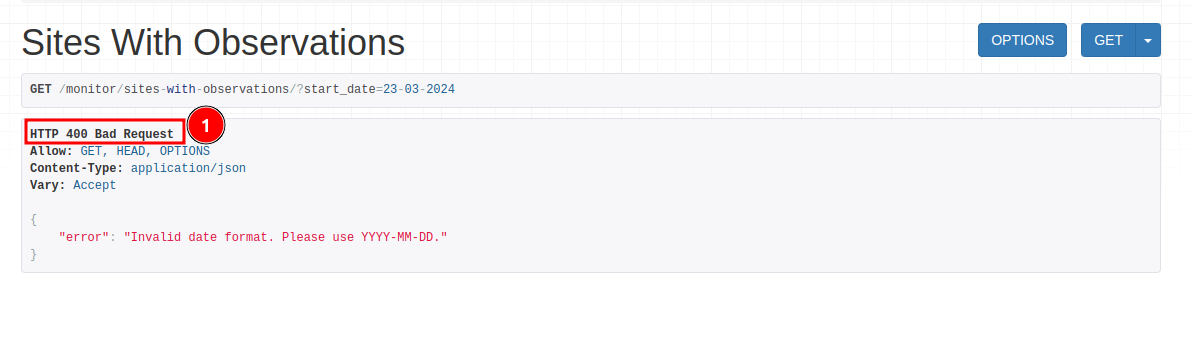 Sites With Observations
OPTIONS
GET
GET /monitor/sites-with-observations/?start_date=23-03-2024
HTTP 400 Bad Request
1
Allow: GET, HEAD, OPTIONS
Content-Type: application/json
Vary: Accept
{
"error": "Invalid date format. Please use YYYY-MM-DD."
}